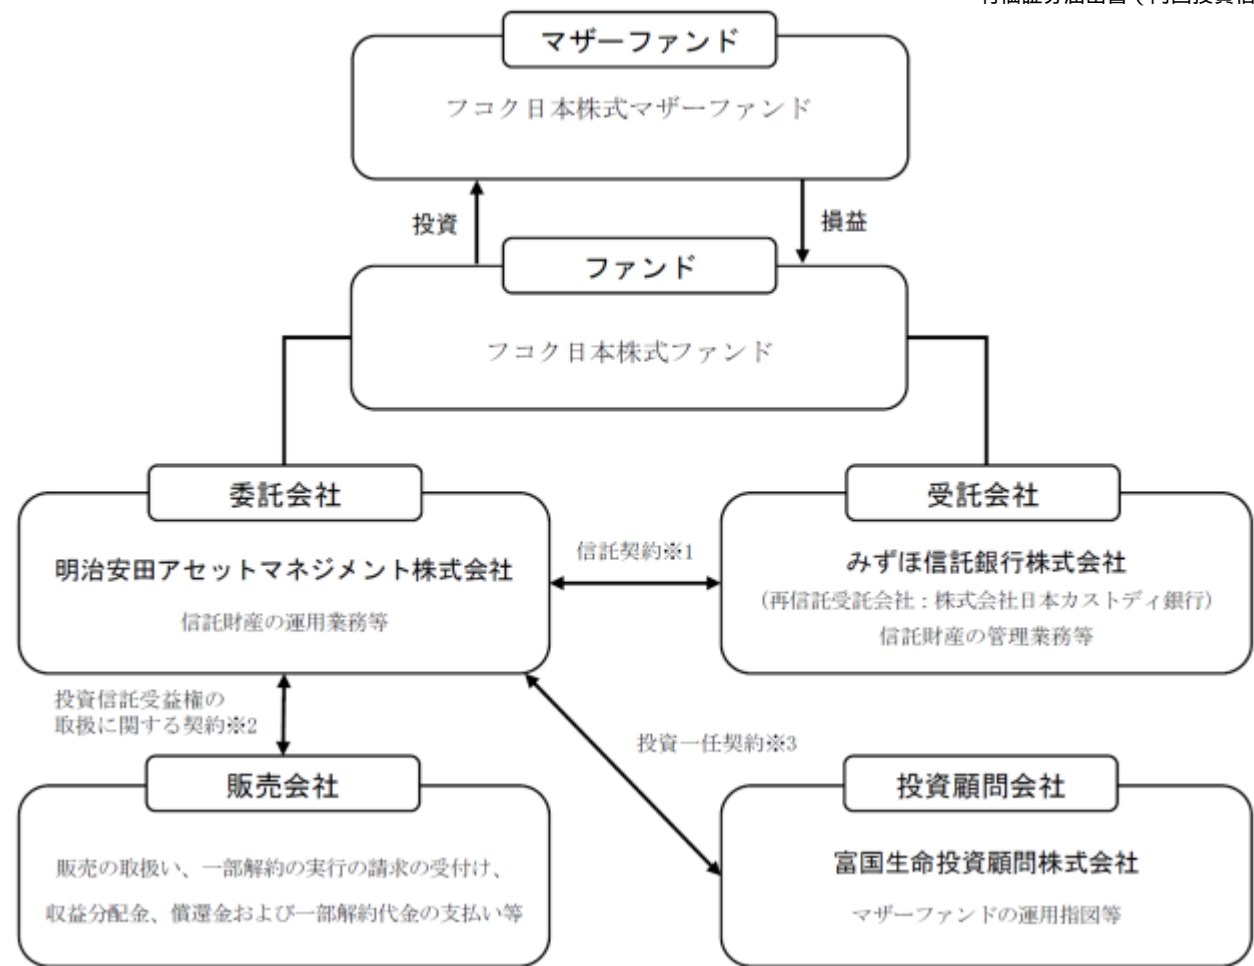 マザーファンド
フコク日本株式マザーファンド
投資
損益
ファンド
フコク日本株式ファンド
委託会社
明治安田アセットマネジメント株式会社
信託財産の運用業務等
信託契約※1
受託会社
みずほ信託銀行株式会社
(再信託受託会社：株式会社日本カストディ銀行)
信託財産の管理業務等
投資信託受益権の
取扱に関する契約※2
投資一任契約※3
販売会社
販売の取扱い、一部解約の実行の請求の受付け、
収益分配金、償還金および一部解約代金の支払い等
投資顧問会社
富国生命投資顧問株式会社
マザーファンドの運用指図等